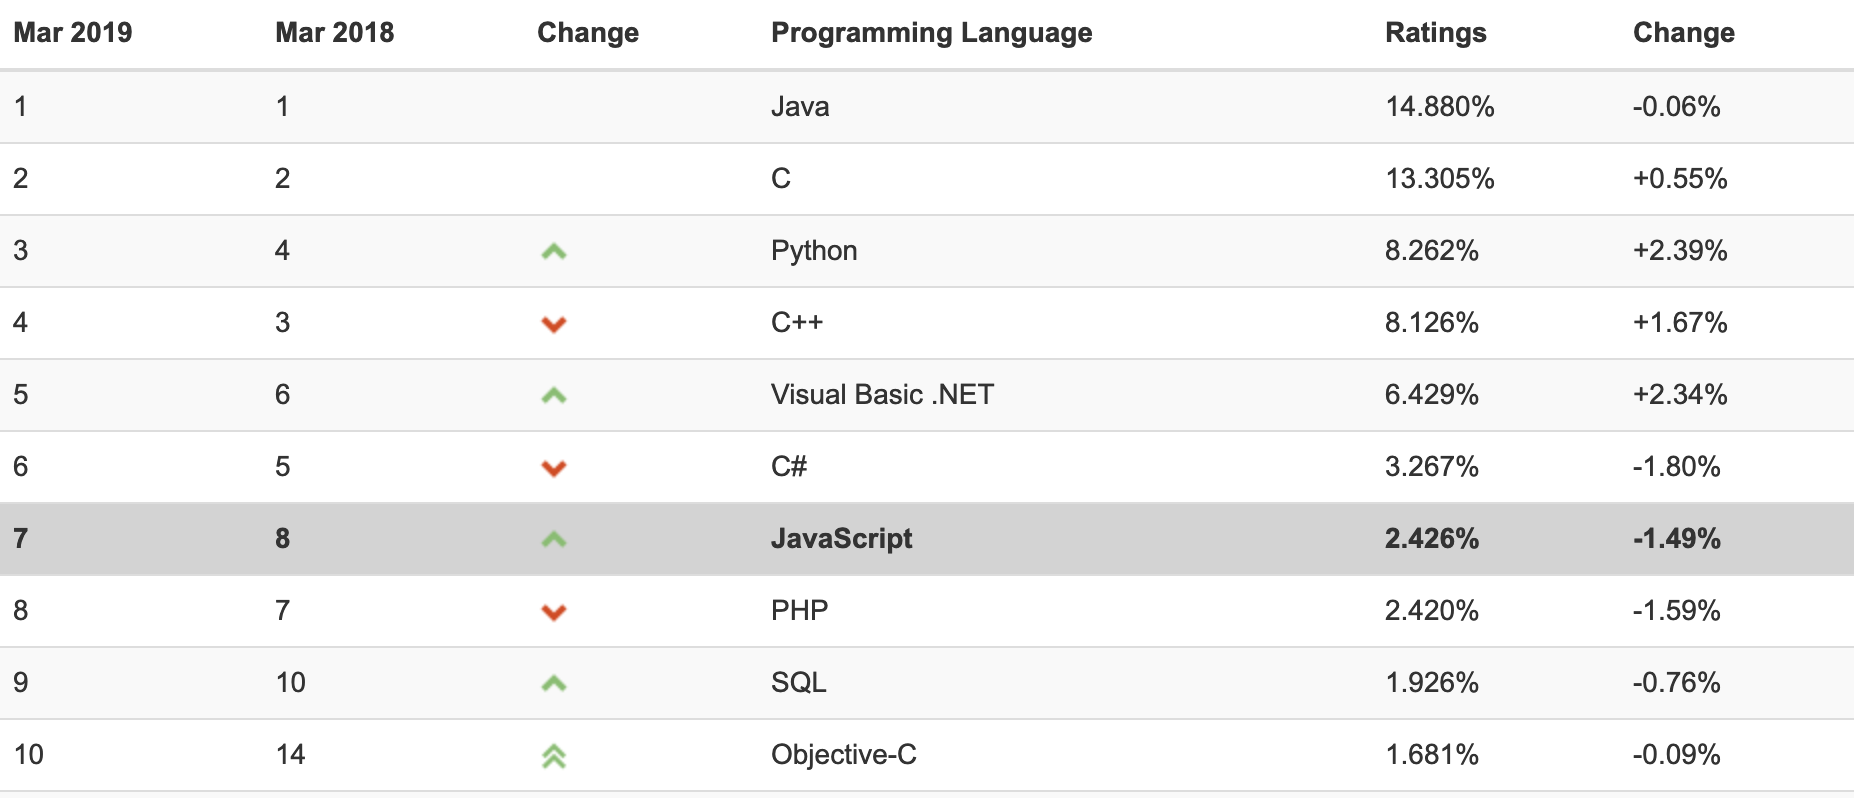 Mar 2019 Mar 2018 Change Programming Language Ratings Change
1 1 Java 14.880% -0.06%
2 2 C 13.305% +0.55%
3 4 Python 8.262% +2.39%
4 3 C++ 8.126% +1.67%
5 6 Visual Basic .NET 6.429% +2.34%
6 5 C# 3.267% -1.80%
7 8 JavaScript 2.426% -1.49%
8 7 PHP 2.420% -1.59%
9 10 SQL 1.926% -0.76%
10 14 Objective-C 1.681% -0.09%